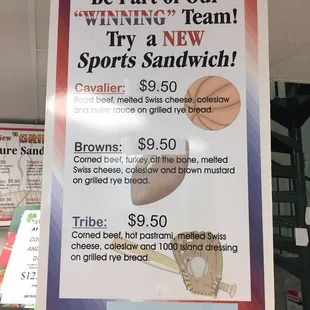 Be Part of Our
"WINNING" Team!
Try a NEW
Sports Sandwich!
Cavalier: $9.50
Roast beef, melted Swiss cheese, coleslaw
and sauce on grilled rye bread.
Browns: $9.50
Corned beef, turkey off the bone, melted
Swiss cheese, coleslaw and brown mustard
on grilled rye bread.
Tribe: $9.50
Corned beef, hot pastrami, melted Swiss
cheese, coleslaw and 1000 island dressing
on grilled rye bread.
New
ure Sand